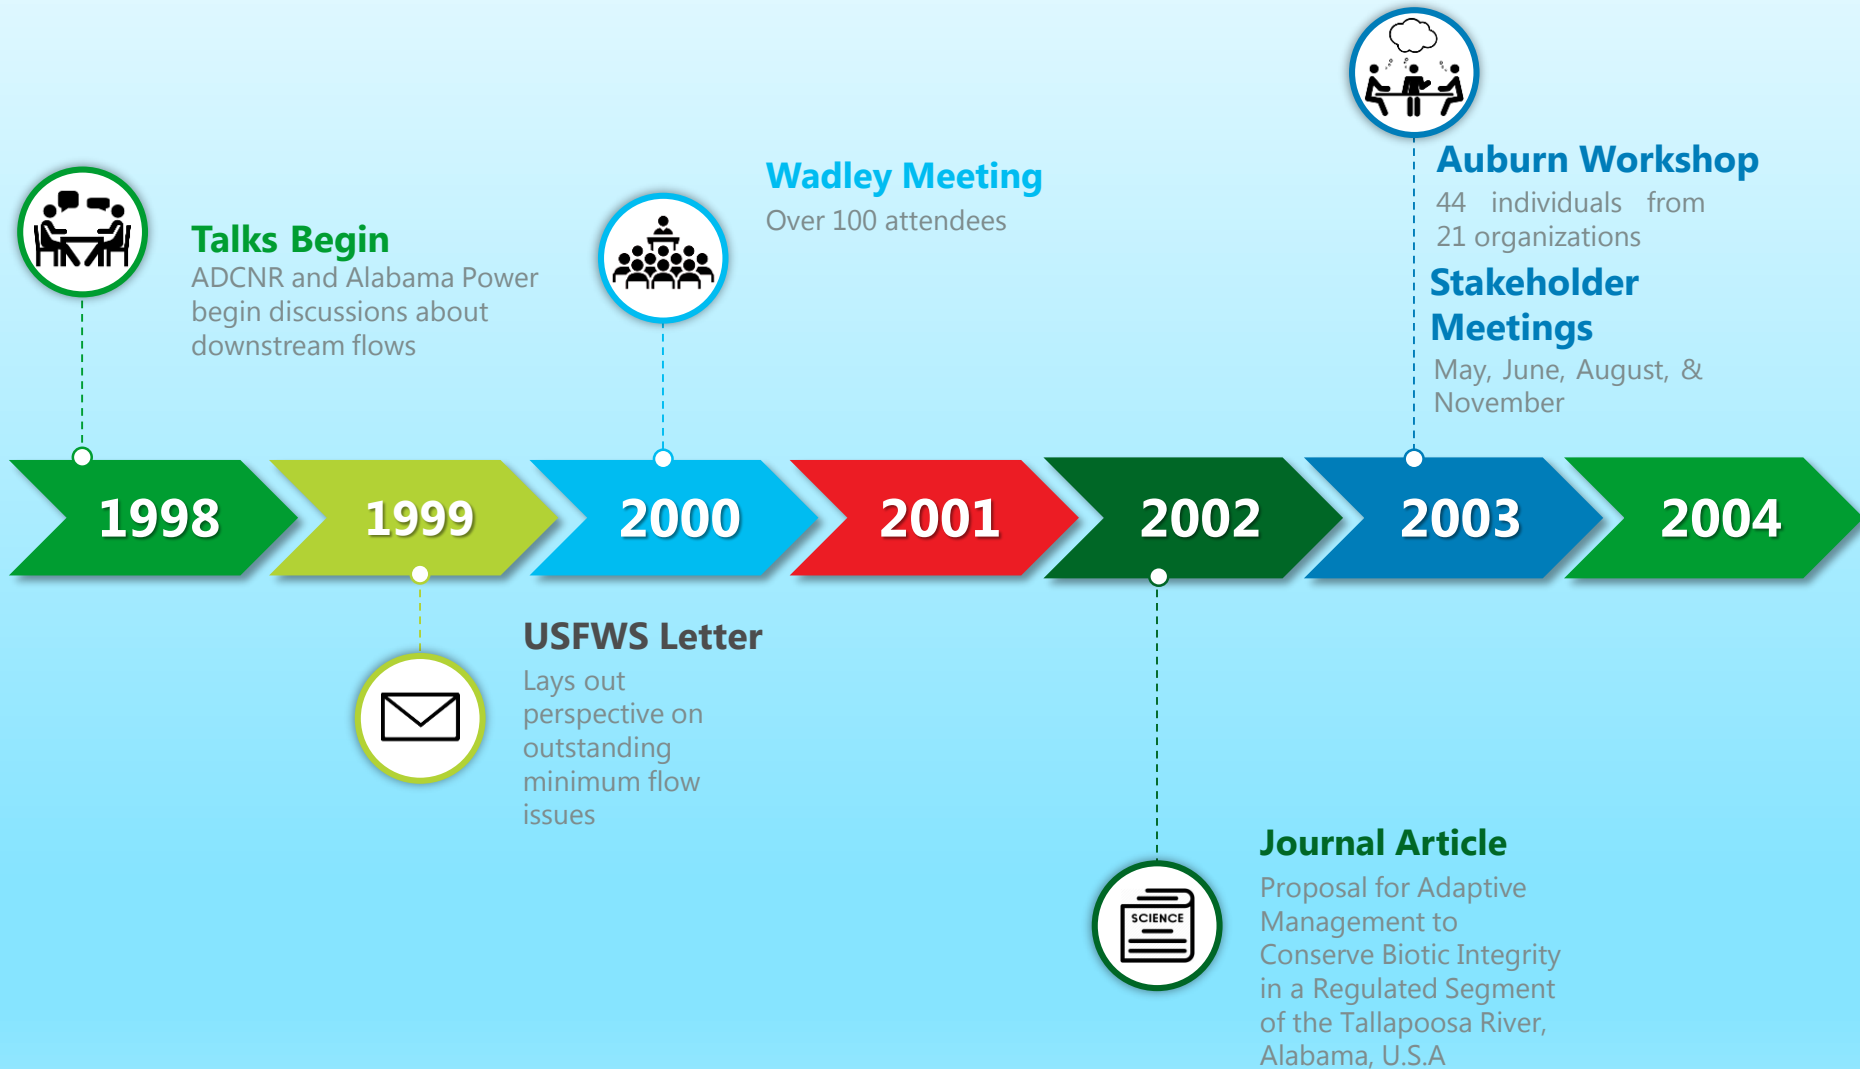 Talks Begin
ADCNR and Alabama Power
begin discussions about
downstream flows
Wadley Meeting
Over 100 attendees
Auburn Workshop
44 individuals from
21 organizations
Stakeholder
Meetings
May, June, August, &
November
1998
1999
2000
2001
2002
2003
2004
USFWS Letter
Lays out
perspective on
outstanding
minimum flow
issues
SCIENCE
Journal Article
Proposal for Adaptive
Management to
Conserve Biotic Integrity
in a Regulated Segment
of the Tallapoosa River,
Alabama, U.S.A